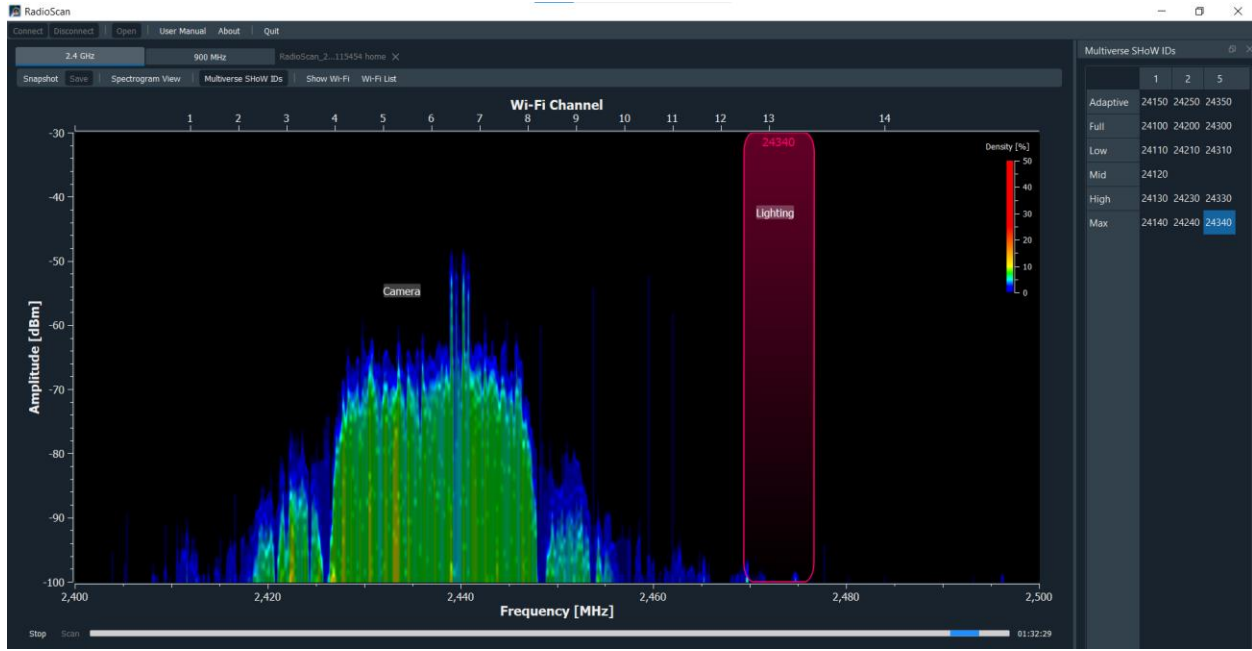 RadioScan
Connect Disconnect Open User Manual About Quit
2.4 GHz 900 MHz RadioScan_2...115454 home
Snapshot Save Spectrogram View Multiverse SHoW IDs Show Wi-Fi Wi-Fi List
Wi-Fi Channel
1 2 3 4 5 6 7 8 9 10 11 12 13 14
24340
Lighting
Camera
Density [%]
50
40
30
20
10
0
Amplitude [dBm]
-30
-40
-50
-60
-70
-80
-90
-100
2,400 2,420 2,440 2,460 2,480 2,500
Frequency [MHz]
Stop Scan 01:32:29
Multiverse SHoW IDs
1 2 5
Adaptive 24150 24250 24350
Full 24100 24200 24300
Low 24110 24210 24310
Mid 24120
High 24130 24230 24330
Max 24140 24240 24340